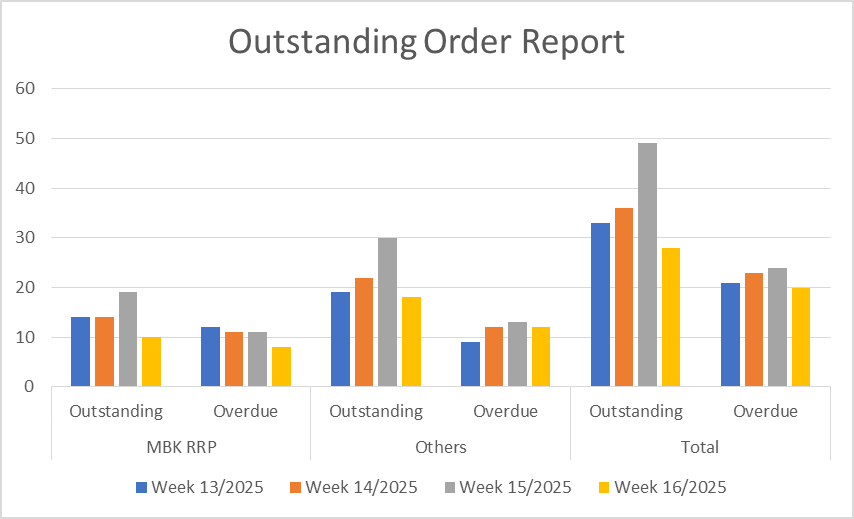 Outstanding Order Report
60
50
40
30
20
10
0
Outstanding Overdue Outstanding Overdue Outstanding Overdue
MBK RRP Others Total
Week 13/2025 Week 14/2025 Week 15/2025 Week 16/2025